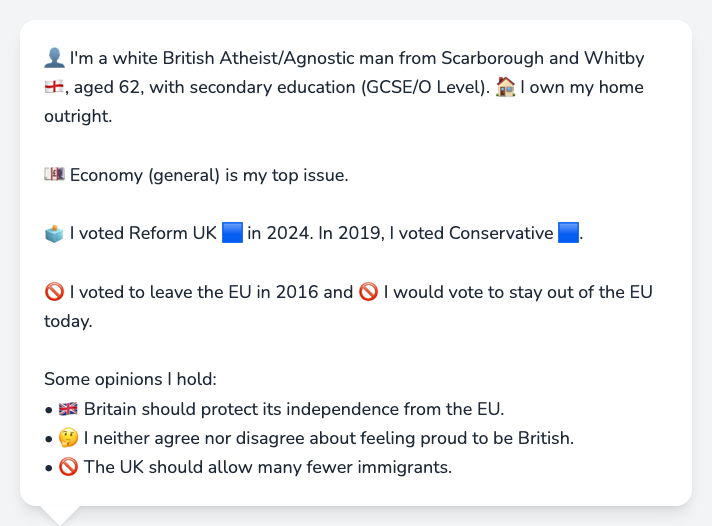 👤 I'm a white British Atheist/Agnostic man from Scarborough and Whitby
🏴󠁧󠁢󠁥󠁮󠁧󠁿, aged 62, with secondary education (GCSE/O Level). 🏠 I own my home
outright.
💷 Economy (general) is my top issue.
🗳️ I voted Reform UK 🟦 in 2024. In 2019, I voted Conservative 🟦.
🚫 I voted to leave the EU in 2016 and 🚫 I would vote to stay out of the EU
today.
Some opinions I hold:
• 🇬🇧 Britain should protect its independence from the EU.
• 🤔 I neither agree nor disagree about feeling proud to be British.
• 🚫 The UK should allow many fewer immigrants.